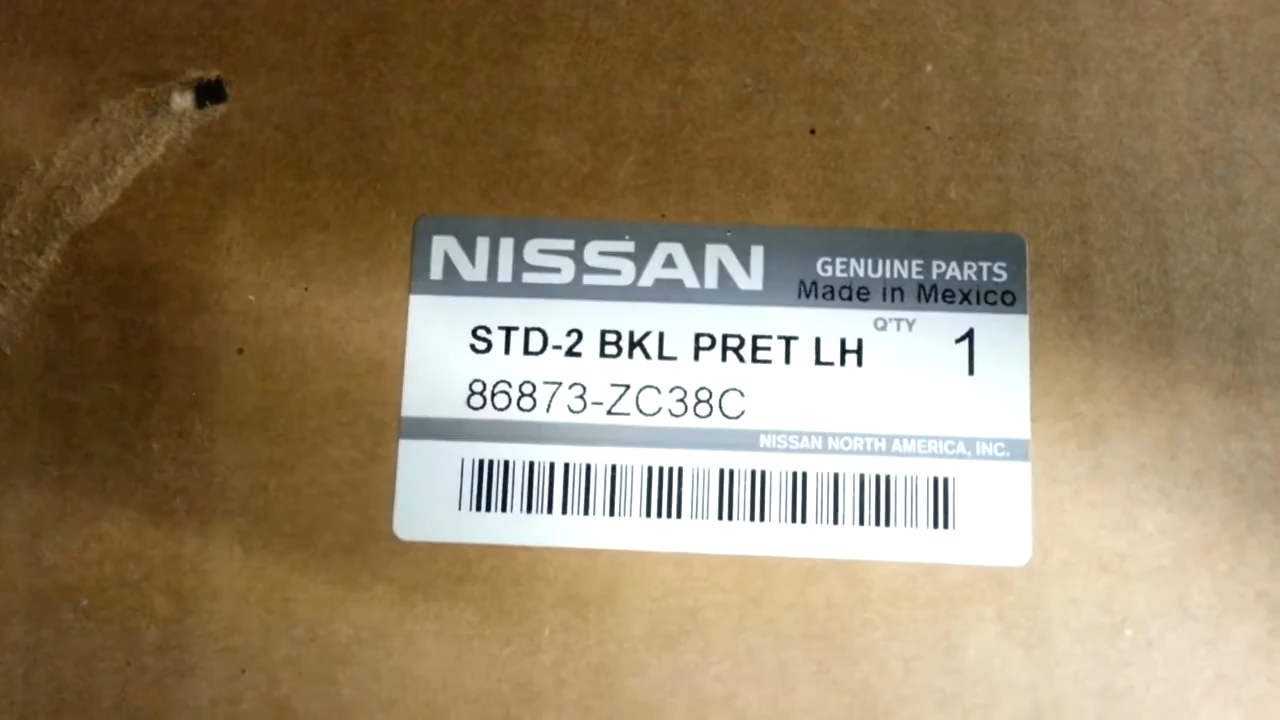 NISSAN GENUINE PARTS
Made in Mexico
Q'TY
STD-2 BKL PRET LH 1
86873-ZC38C
NISSAN NORTH AMERICA, INC.